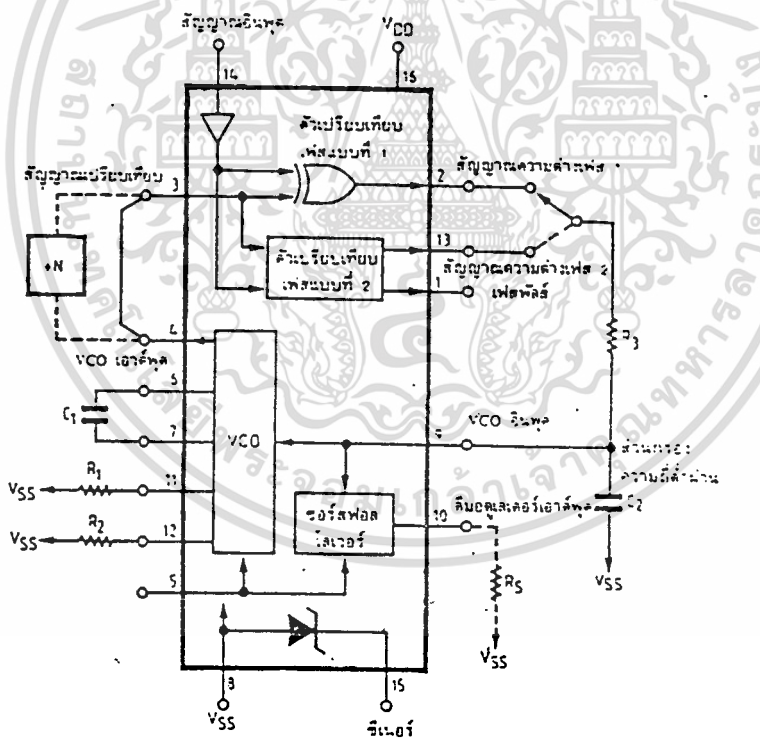 สัญญาณอินพุต
VDD
14
16
ตัวเปรียบเทียบ
เฟสแบบที่ 1
สัญญาณเปรียบเทียบ
3
2
สัญญาณความต่างเฟส 1
13
÷N
ตัวเปรียบเทียบ
เฟสแบบที่ 2
สัญญาณความต่างเฟส 2
1
เฟสพัลส์
4
VCO เอาต์พุต
R3
6
C1
7
VCO
9
VCO อินพุต
ส่วนกรอง
ความถี่ต่ำผ่าน
C2
VSS
R1
11
VSS
R2
12
ซอร์สฟอล
โลเวอร์
10
ดีมอดูเลเตอร์เอาต์พุต
5
RS
VSS
VSS
8
15
VSS
ซีเนอร์